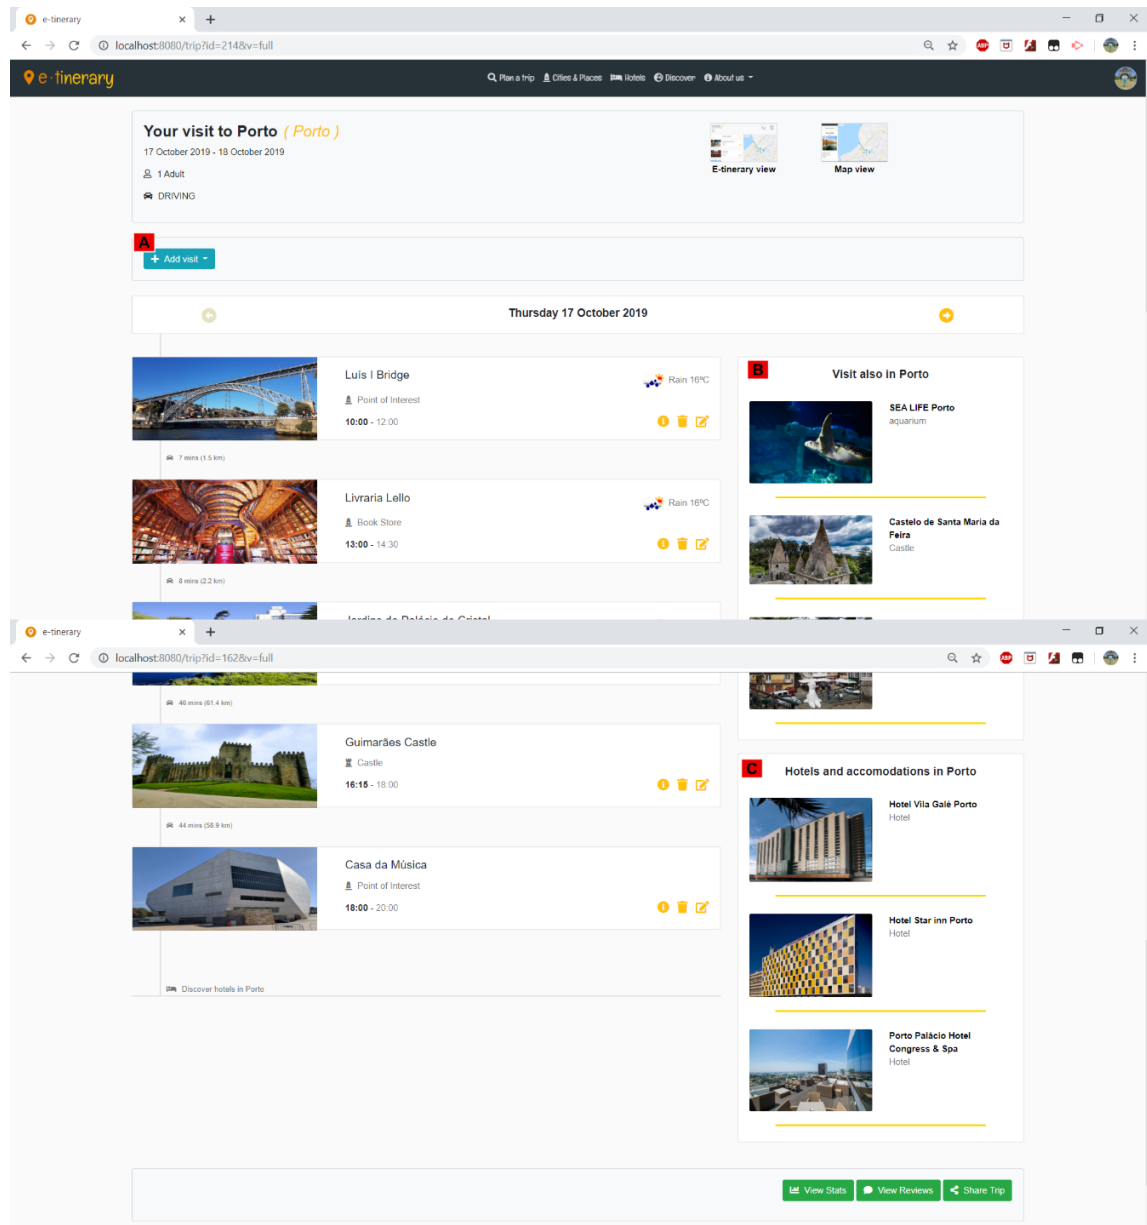 e-tinerary
localhost:8080/trip?id=214&v=full
ABP
e·tinerary
Plan a trip Cities & Places Hotels Discover About us
Your visit to Porto ( Porto )
17 October 2019 - 18 October 2019
1 Adult
DRIVING
E-tinerary view
Map view
A
+ Add visit
Thursday 17 October 2019
Luís I Bridge
Rain 16ºC
Point of Interest
10:00 - 12:00
7 mins (1.5 km)
Livraria Lello
Rain 16ºC
Book Store
13:00 - 14:30
8 mins (2.2 km)
B
Visit also in Porto
SEA LIFE Porto
aquarium
Castelo de Santa Maria da
Feira
Castle
e-tinerary
localhost:8080/trip?id=162&v=full
ABP
46 mins (61.4 km)
Guimarães Castle
Castle
16:15 - 18:00
44 mins (58.9 km)
Casa da Música
Point of Interest
18:00 - 20:00
Discover hotels in Porto
C
Hotels and accomodations in Porto
Hotel Vila Galé Porto
Hotel
Hotel Star inn Porto
Hotel
Porto Palácio Hotel
Congress & Spa
Hotel
View Stats
View Reviews
Share Trip